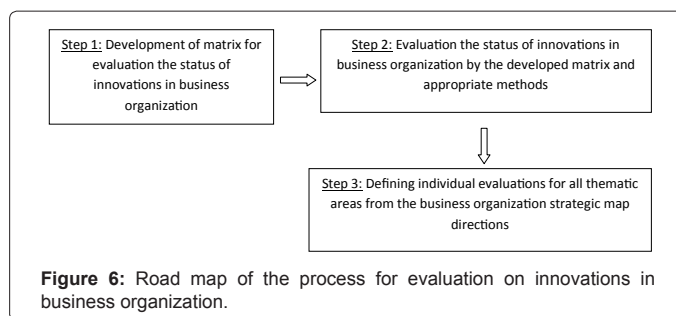 Step 1: Development of matrix for
evaluation the status of
innovations in business
organization
Step 2: Evaluation the status of innovations in
business organization by the developed matrix and
appropriate methods
Step 3: Defining individual evaluations for all thematic
areas from the business organization strategic map
directions
Figure 6: Road map of the process for evaluation on innovations in
business organization.